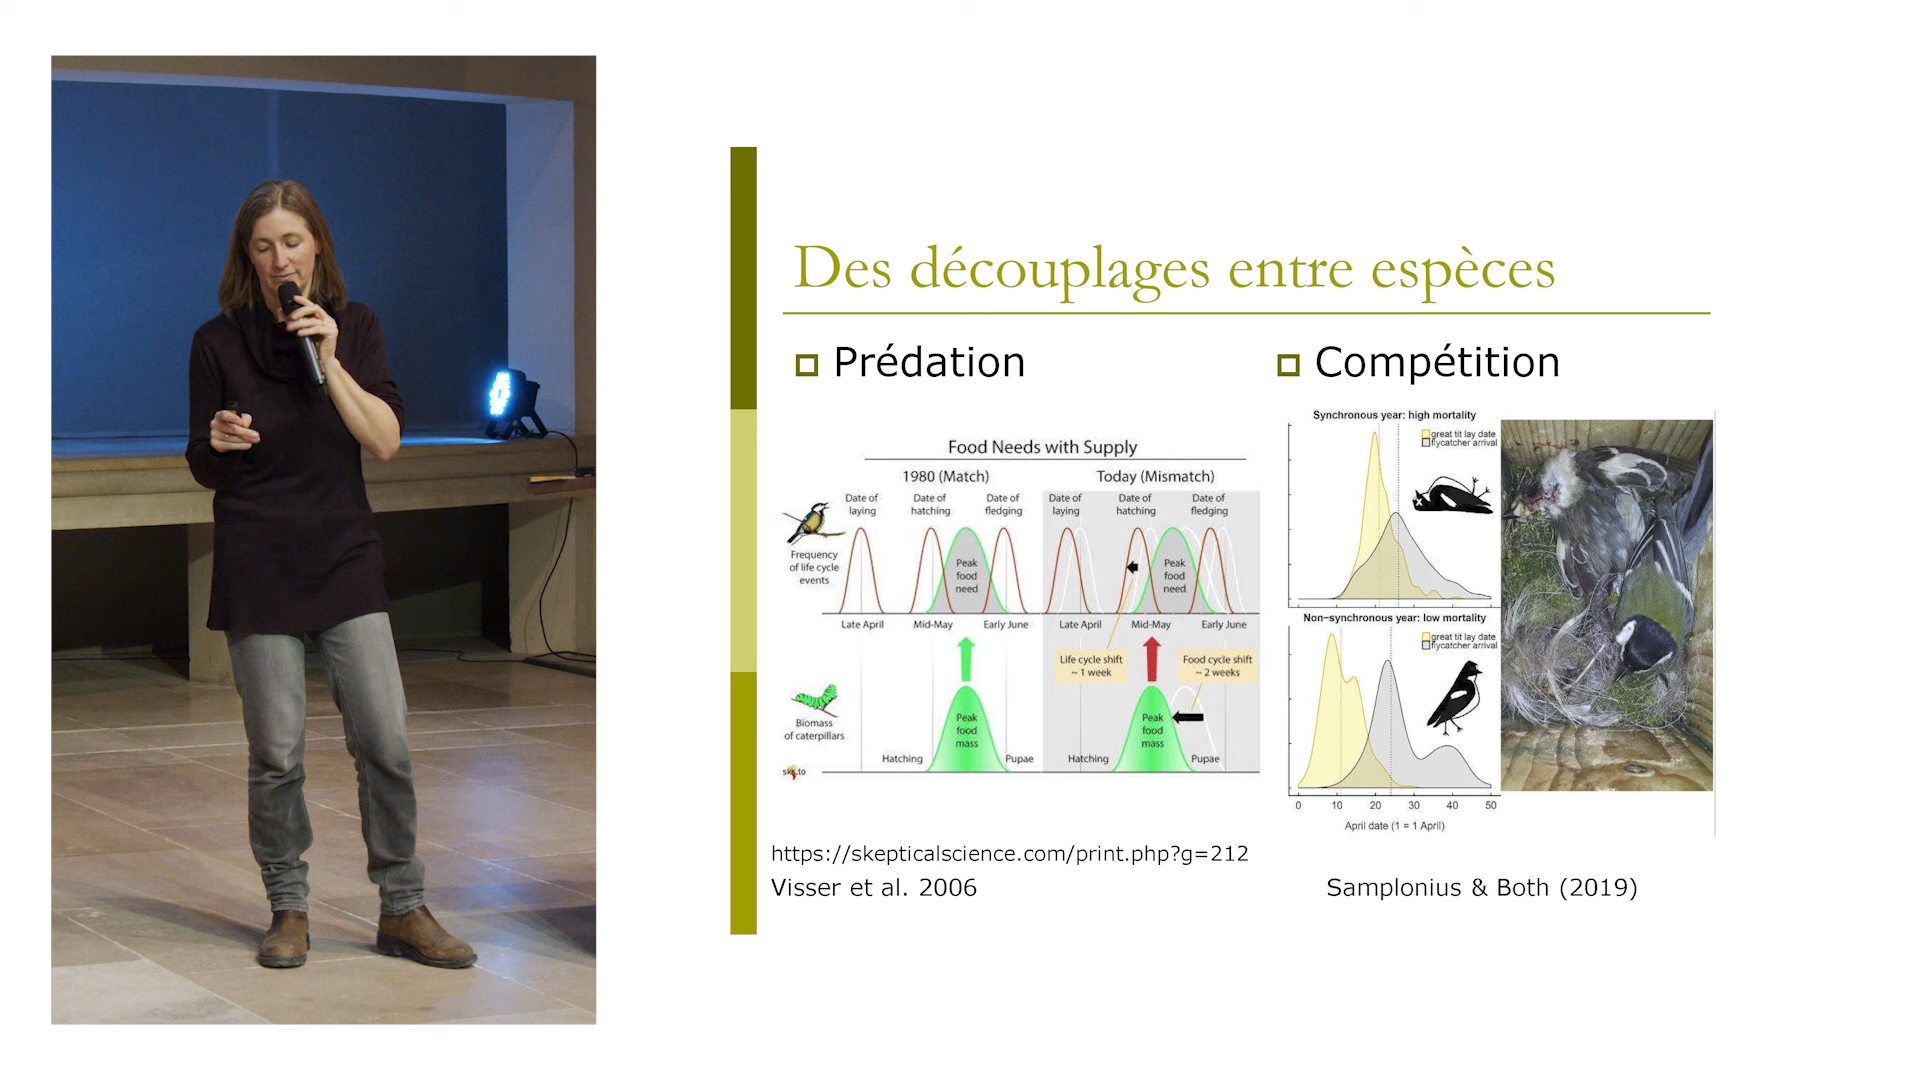 Des découplages entre espèces
Prédation
Food Needs with Supply
1980 (Match)
Today (Mismatch)
Date of laying
Date of hatching
Date of fledging
Date of laying
Date of hatching
Date of fledging
Frequency of life cycle events
Peak food need
Peak food need
Late April
Mid-May
Early June
Late April
Mid-May
Early June
Life cycle shift ~ 1 week
Food cycle shift ~ 2 weeks
Biomass of caterpillars
Peak food mass
Peak food mass
Hatching
Pupae
Hatching
Pupae
https://skepticalscience.com/print.php?g=212
Visser et al. 2006
Compétition
Synchronous year: high mortality
great tit lay date
flycatcher arrival
Non-synchronous year: low mortality
great tit lay date
flycatcher arrival
0 10 20 30 40 50
April date (1 = 1 April)
Samplonius & Both (2019)